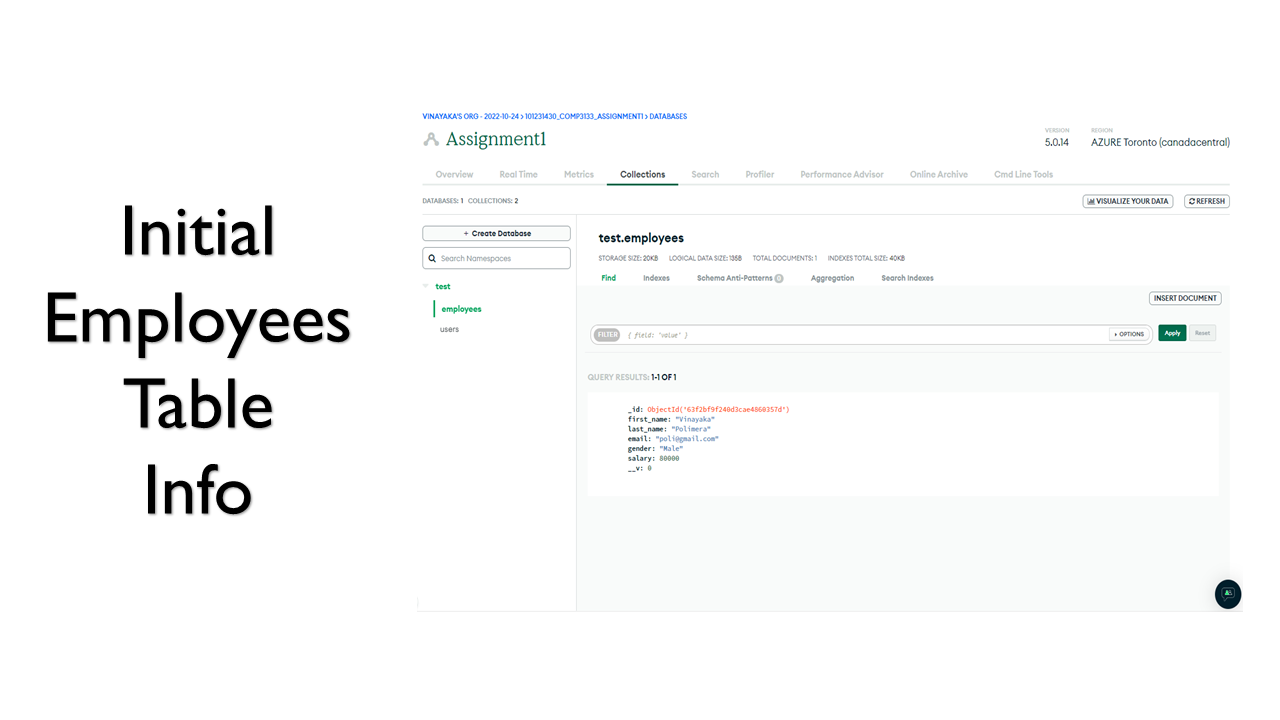 Initial
Employees
Table
Info
VINAYAKA'S ORG - 2022-10-24 > 101231430_COMP3133_ASSIGNMENT1 > DATABASES
Assignment1
VERSION
5.0.14
REGION
AZURE Toronto (canadacentral)
Overview Real Time Metrics Collections Search Profiler Performance Advisor Online Archive Cmd Line Tools
DATABASES: 1 COLLECTIONS: 2
VISUALIZE YOUR DATA
REFRESH
+ Create Database
Search Namespaces
test
employees
users
test.employees
STORAGE SIZE: 20KB LOGICAL DATA SIZE: 135B TOTAL DOCUMENTS: 1 INDEXES TOTAL SIZE: 40KB
Find Indexes Schema Anti-Patterns 0 Aggregation Search Indexes
INSERT DOCUMENT
FILTER { field: 'value' } OPTIONS Apply Reset
QUERY RESULTS: 1-1 OF 1
_id: ObjectId('63f2bf9f240d3cae4860357d')
first_name: "Vinayaka"
last_name: "Polimera"
email: "poli@gmail.com"
gender: "Male"
salary: 80000
__v: 0